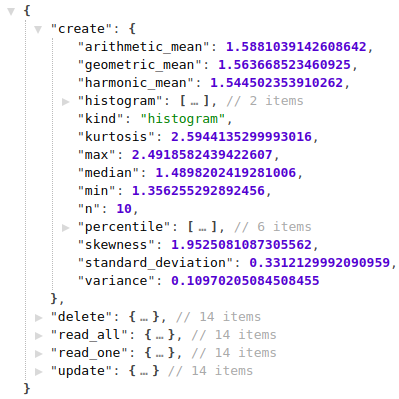 {
"create": {
"arithmetic_mean": 1.5881039142608642,
"geometric_mean": 1.563668523460925,
"harmonic_mean": 1.544502353910262,
"histogram": [ … ], // 2 items
"kind": "histogram",
"kurtosis": 2.5944135299993016,
"max": 2.4918582439422607,
"median": 1.4898202419281006,
"min": 1.356255292892456,
"n": 10,
"percentile": [ … ], // 6 items
"skewness": 1.9525081087305562,
"standard_deviation": 0.3312129992090959,
"variance": 0.10970205084508455
},
"delete": { … }, // 14 items
"read_all": { … }, // 14 items
"read_one": { … }, // 14 items
"update": { … } // 14 items
}